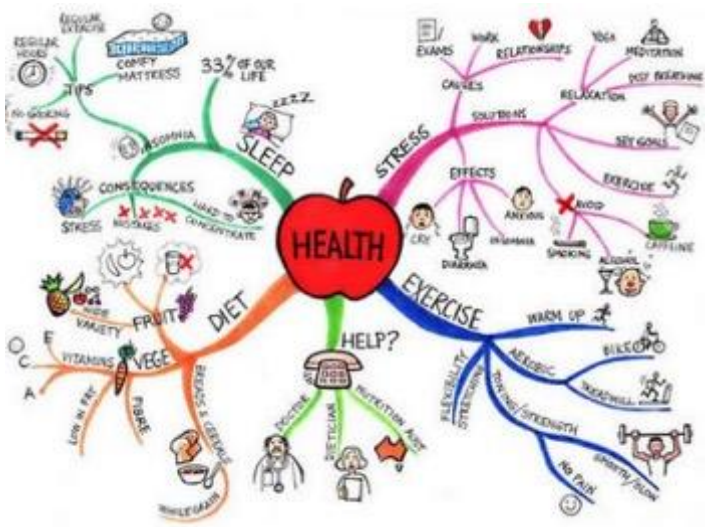 HEALTH
SLEEP
33% OF OUR
LIFE
ZZZZ
INSOMNIA
TIPS
REGULAR
HOURS
REGULAR EXERCISE
COMFY
MATTRESS
NO SMOKING
CONSEQUENCES
STRESS
MISTAKES
HARD TO
CONCENTRATE
STRESS
CAUSES
EXAMS
WORK
RELATIONSHIPS
SOLUTIONS
RELAXATION
YOGA
MEDITATION
DEEP BREATHING
SET GOALS
EXERCISE
AVOID
CAFFEINE
ALCOHOL
SMOKING
EFFECTS
CRY
DIARRHEA
INSOMNIA
ANXIOUS
EXERCISE
WARM UP
AEROBIC
BIKE
TREADMILL
TONING/STRENGTH
SMOOTH/SLOW
NO PAIN
FLEXIBILITY
STRETCHING
HELP?
DOCTOR
DIETICIAN
NUTRITION AUST
DIET
FRUIT
WIDE
VARIETY
VEGE
VITAMINS
E
C
A
LOW IN FAT
FIBRE
BREADS & CEREALS
WHOLEGRAIN